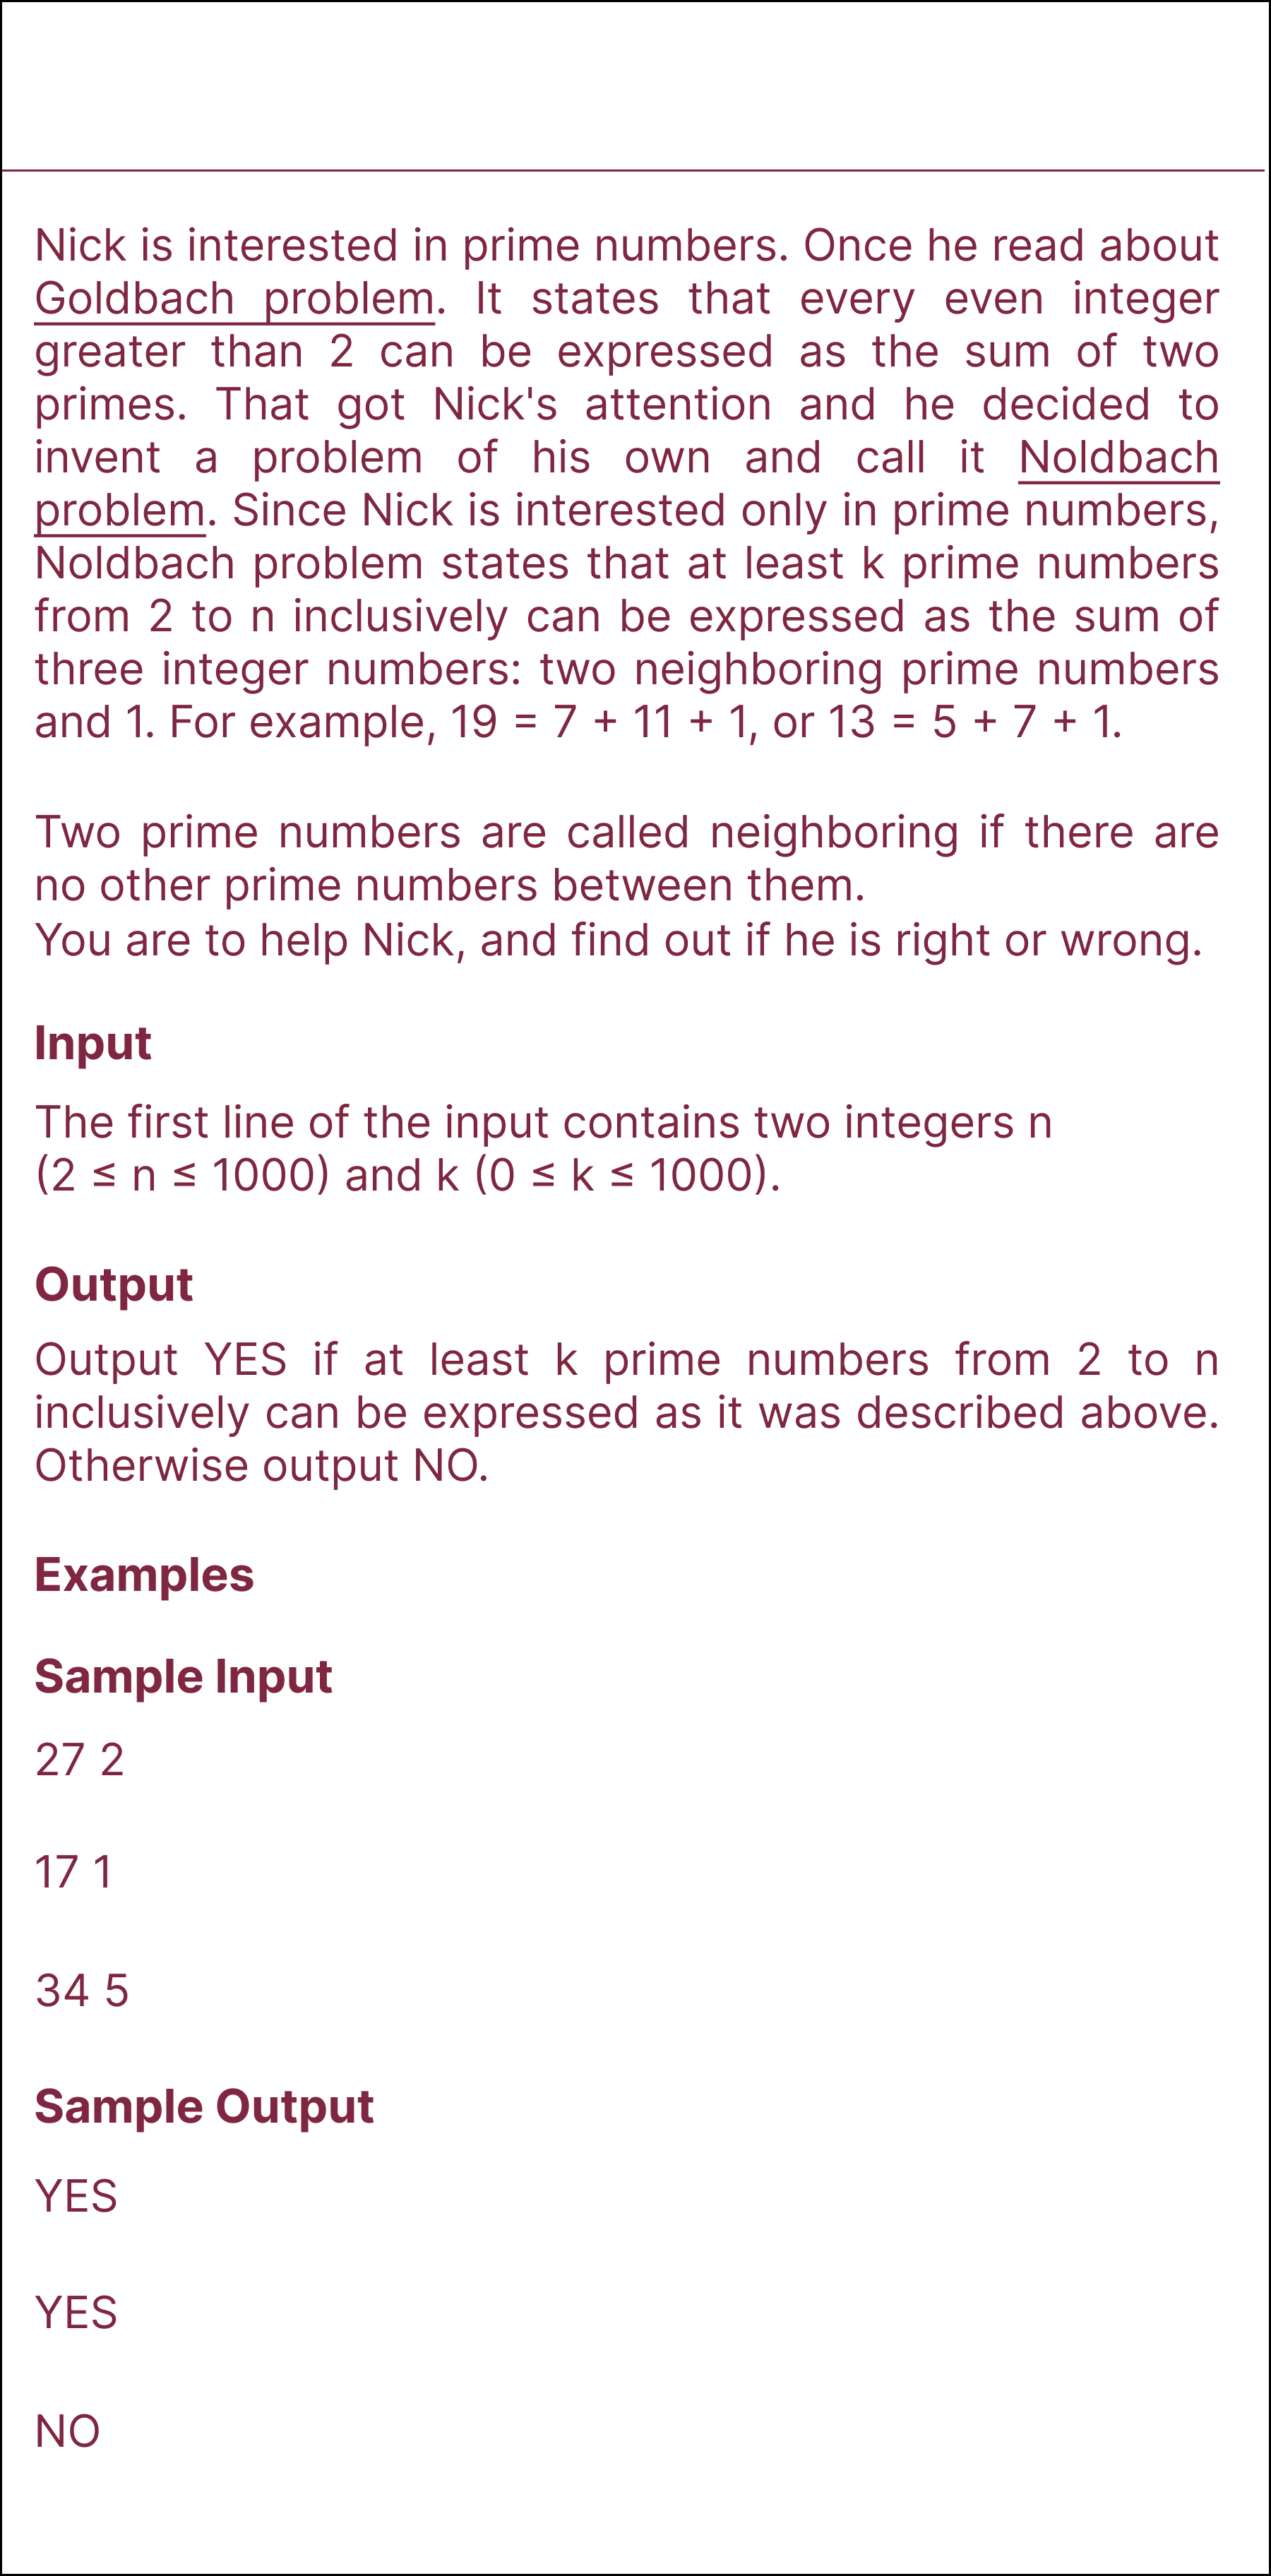 Nick is interested in prime numbers. Once he read about
Goldbach problem. It states that every even integer
greater than 2 can be expressed as the sum of two
primes. That got Nick's attention and he decided to
invent a problem of his own and call it Noldbach
problem. Since Nick is interested only in prime numbers,
Noldbach problem states that at least k prime numbers
from 2 to n inclusively can be expressed as the sum of
three integer numbers: two neighboring prime numbers
and 1. For example, 19 = 7 + 11 + 1, or 13 = 5 + 7 + 1.
Two prime numbers are called neighboring if there are
no other prime numbers between them.
You are to help Nick, and find out if he is right or wrong.
Input
The first line of the input contains two integers n
(2 ≤ n ≤ 1000) and k (0 ≤ k ≤ 1000).
Output
Output YES if at least k prime numbers from 2 to n
inclusively can be expressed as it was described above.
Otherwise output NO.
Examples
Sample Input
27 2
17 1
34 5
Sample Output
YES
YES
NO